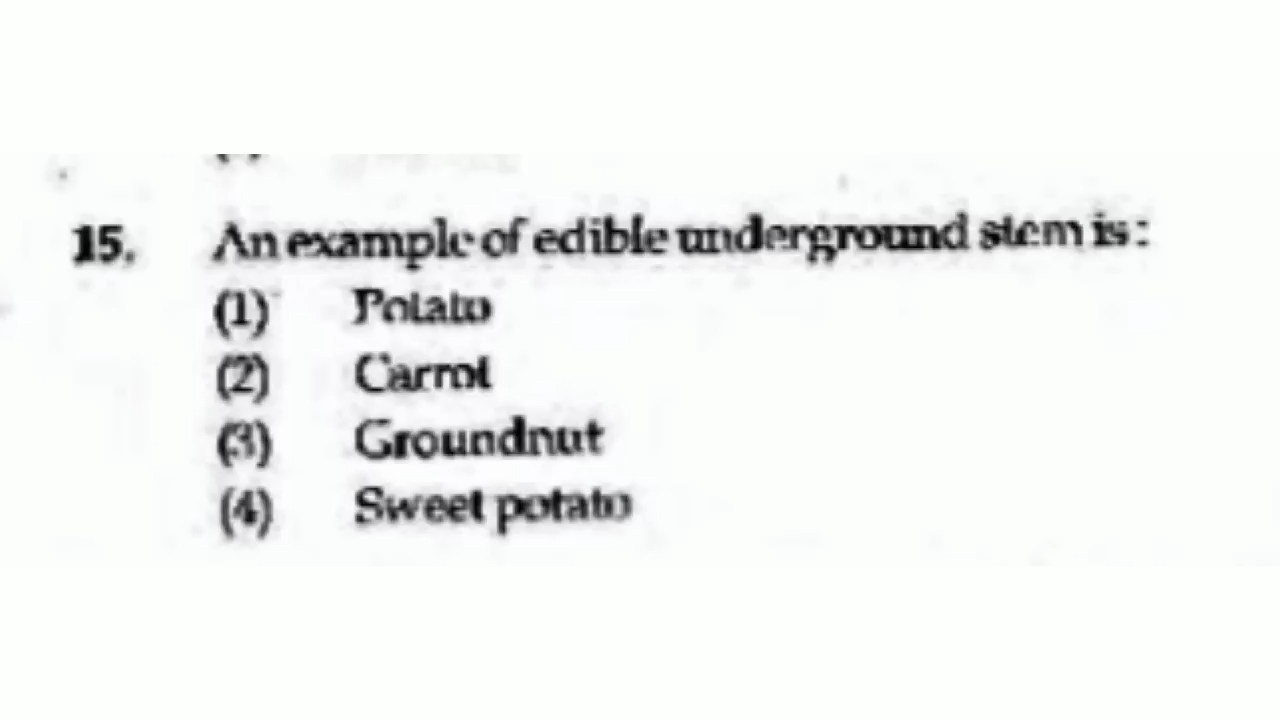 15. An example of edible underground stem is:
(1) Potato
(2) Carrot
(3) Groundnut
(4) Sweet potato